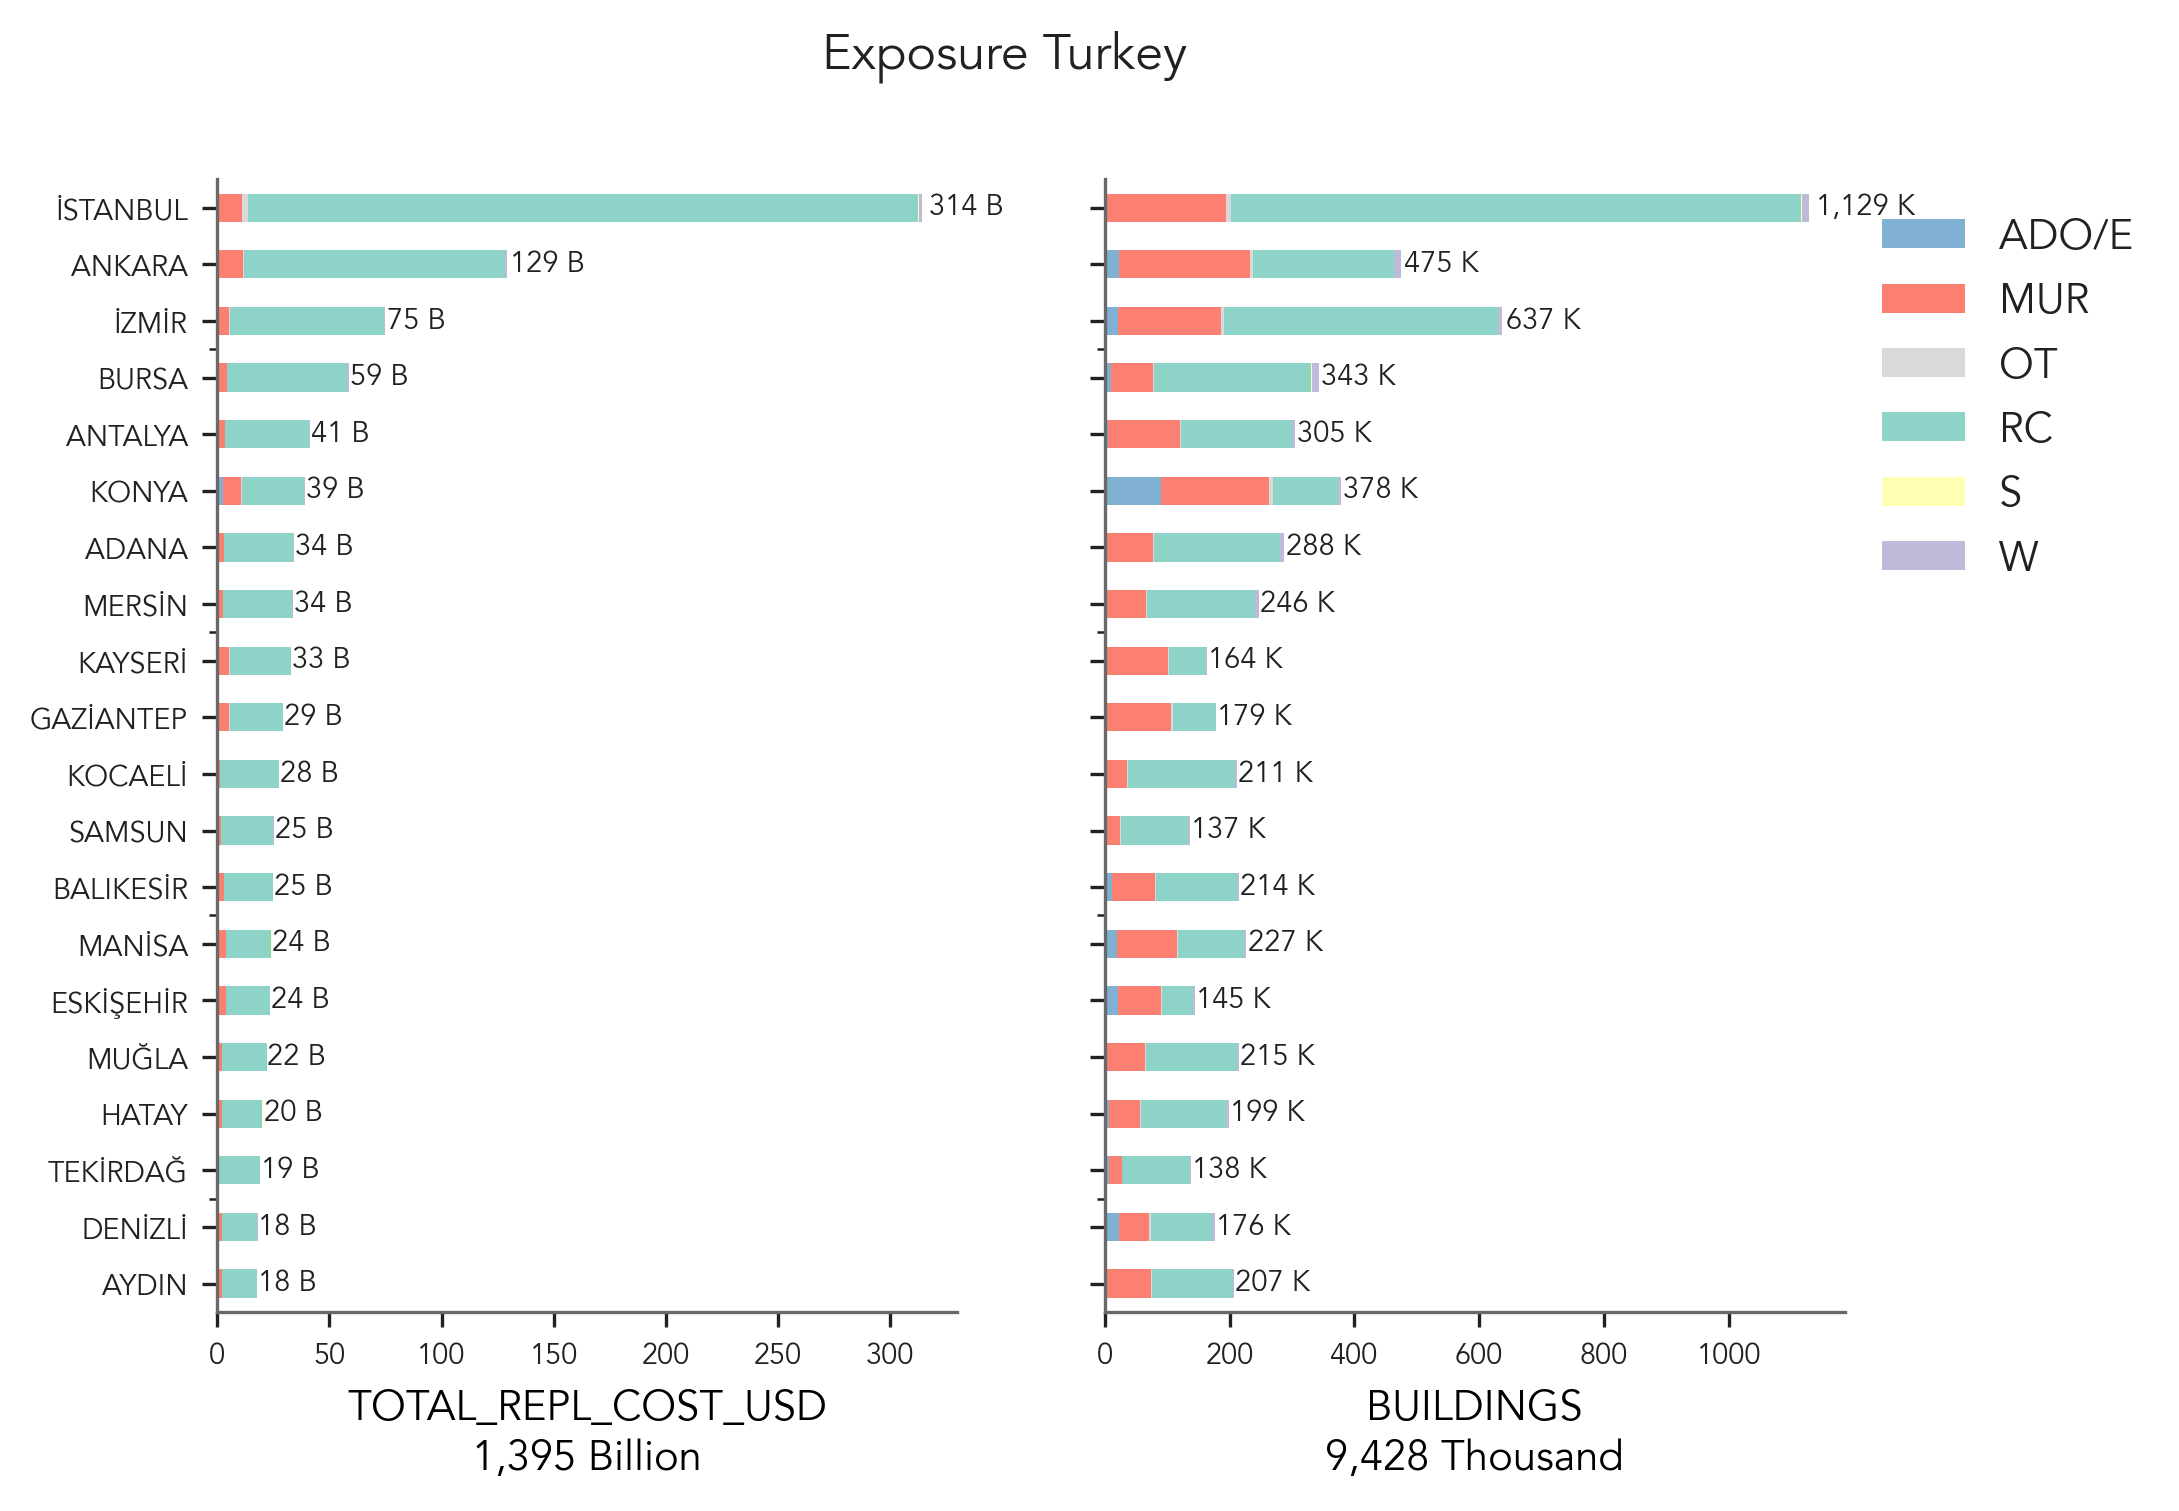 Exposure Turkey
İSTANBUL
ANKARA
İZMİR
BURSA
ANTALYA
KONYA
ADANA
MERSİN
KAYSERİ
GAZİANTEP
KOCAELİ
SAMSUN
BALIKESİR
MANİSA
ESKİŞEHİR
MUĞLA
HATAY
TEKİRDAĞ
DENİZLİ
AYDIN
314 B
129 B
75 B
59 B
41 B
39 B
34 B
34 B
33 B
29 B
28 B
25 B
25 B
24 B
24 B
22 B
20 B
19 B
18 B
18 B
0 50 100 150 200 250 300
TOTAL_REPL_COST_USD
1,395 Billion
1,129 K
475 K
637 K
343 K
305 K
378 K
288 K
246 K
164 K
179 K
211 K
137 K
214 K
227 K
145 K
215 K
199 K
138 K
176 K
207 K
0 200 400 600 800 1000
BUILDINGS
9,428 Thousand
ADO/E
MUR
OT
RC
S
W